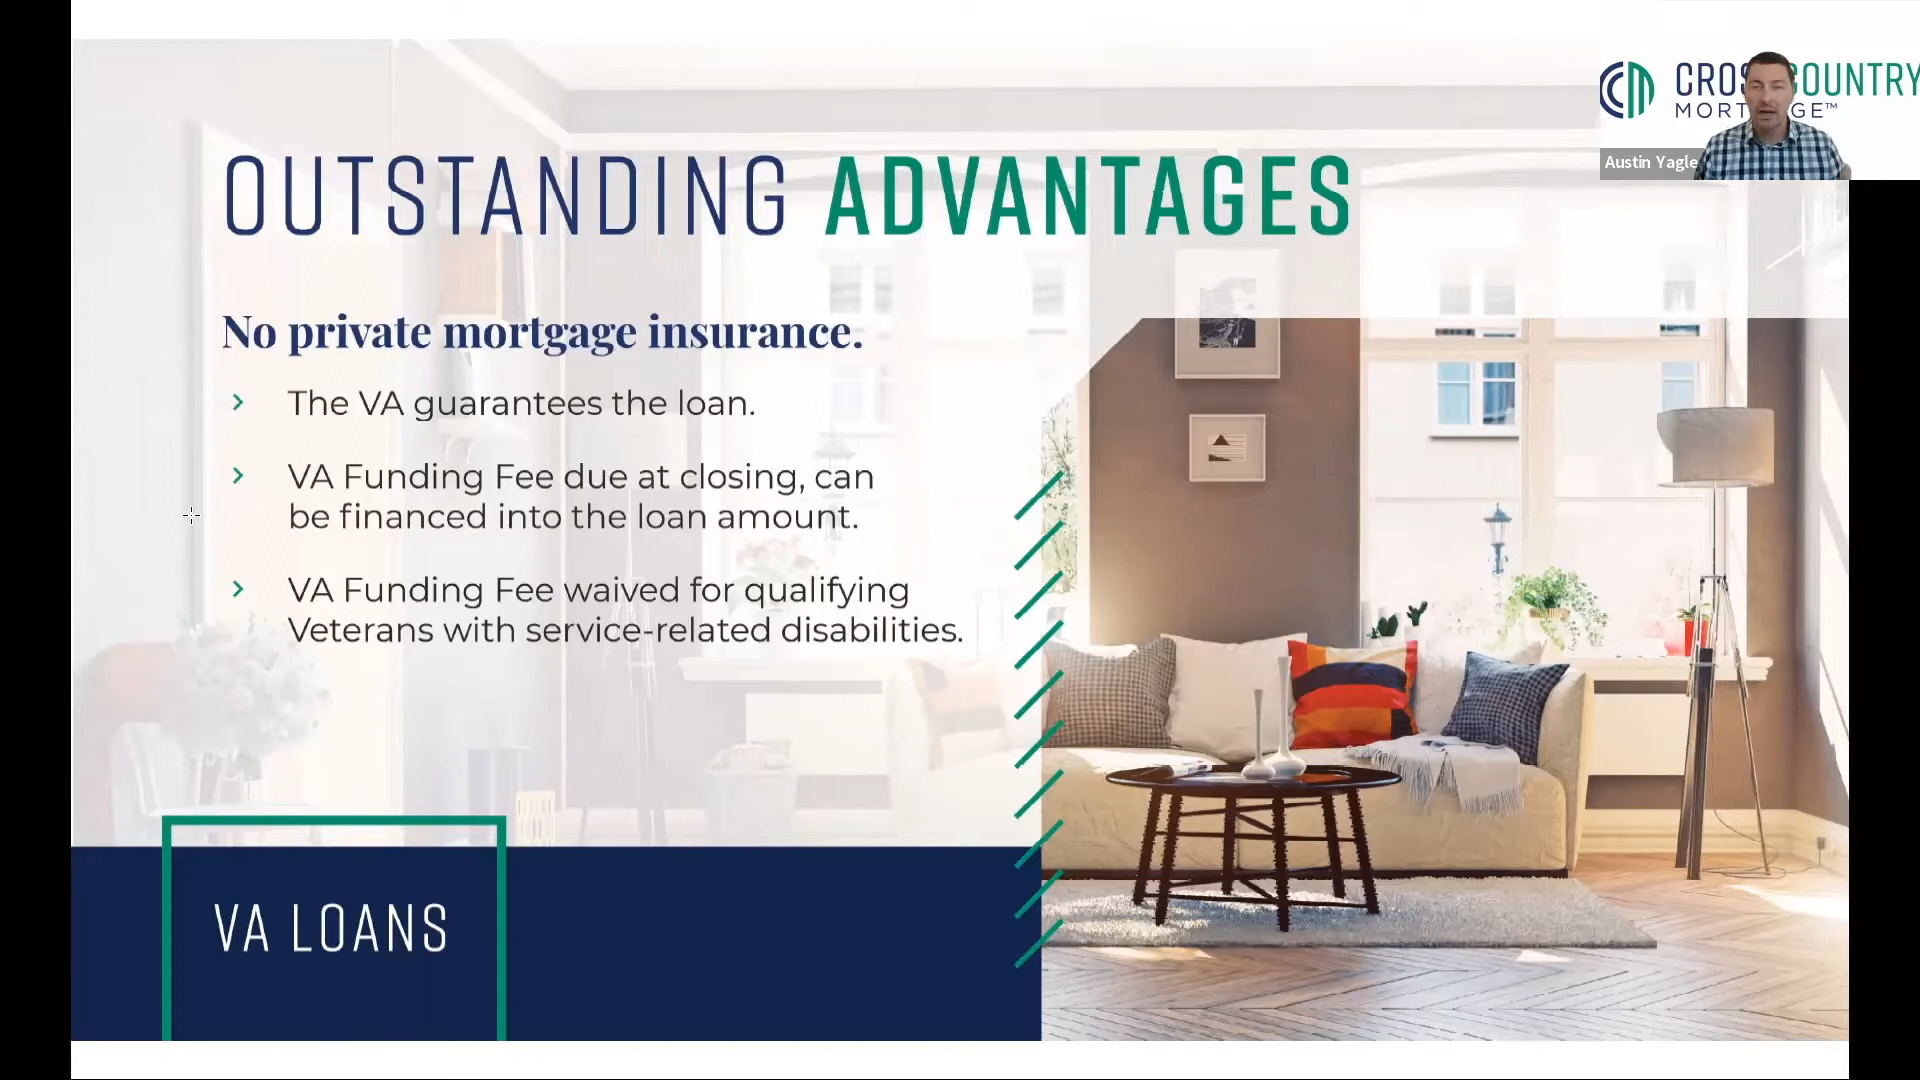 CROSSCOUNTRY
MORTGAGE™
Austin Yagle
OUTSTANDING ADVANTAGES
No private mortgage insurance.
The VA guarantees the loan.
VA Funding Fee due at closing, can
be financed into the loan amount.
VA Funding Fee waived for qualifying
Veterans with service-related disabilities.
VA LOANS